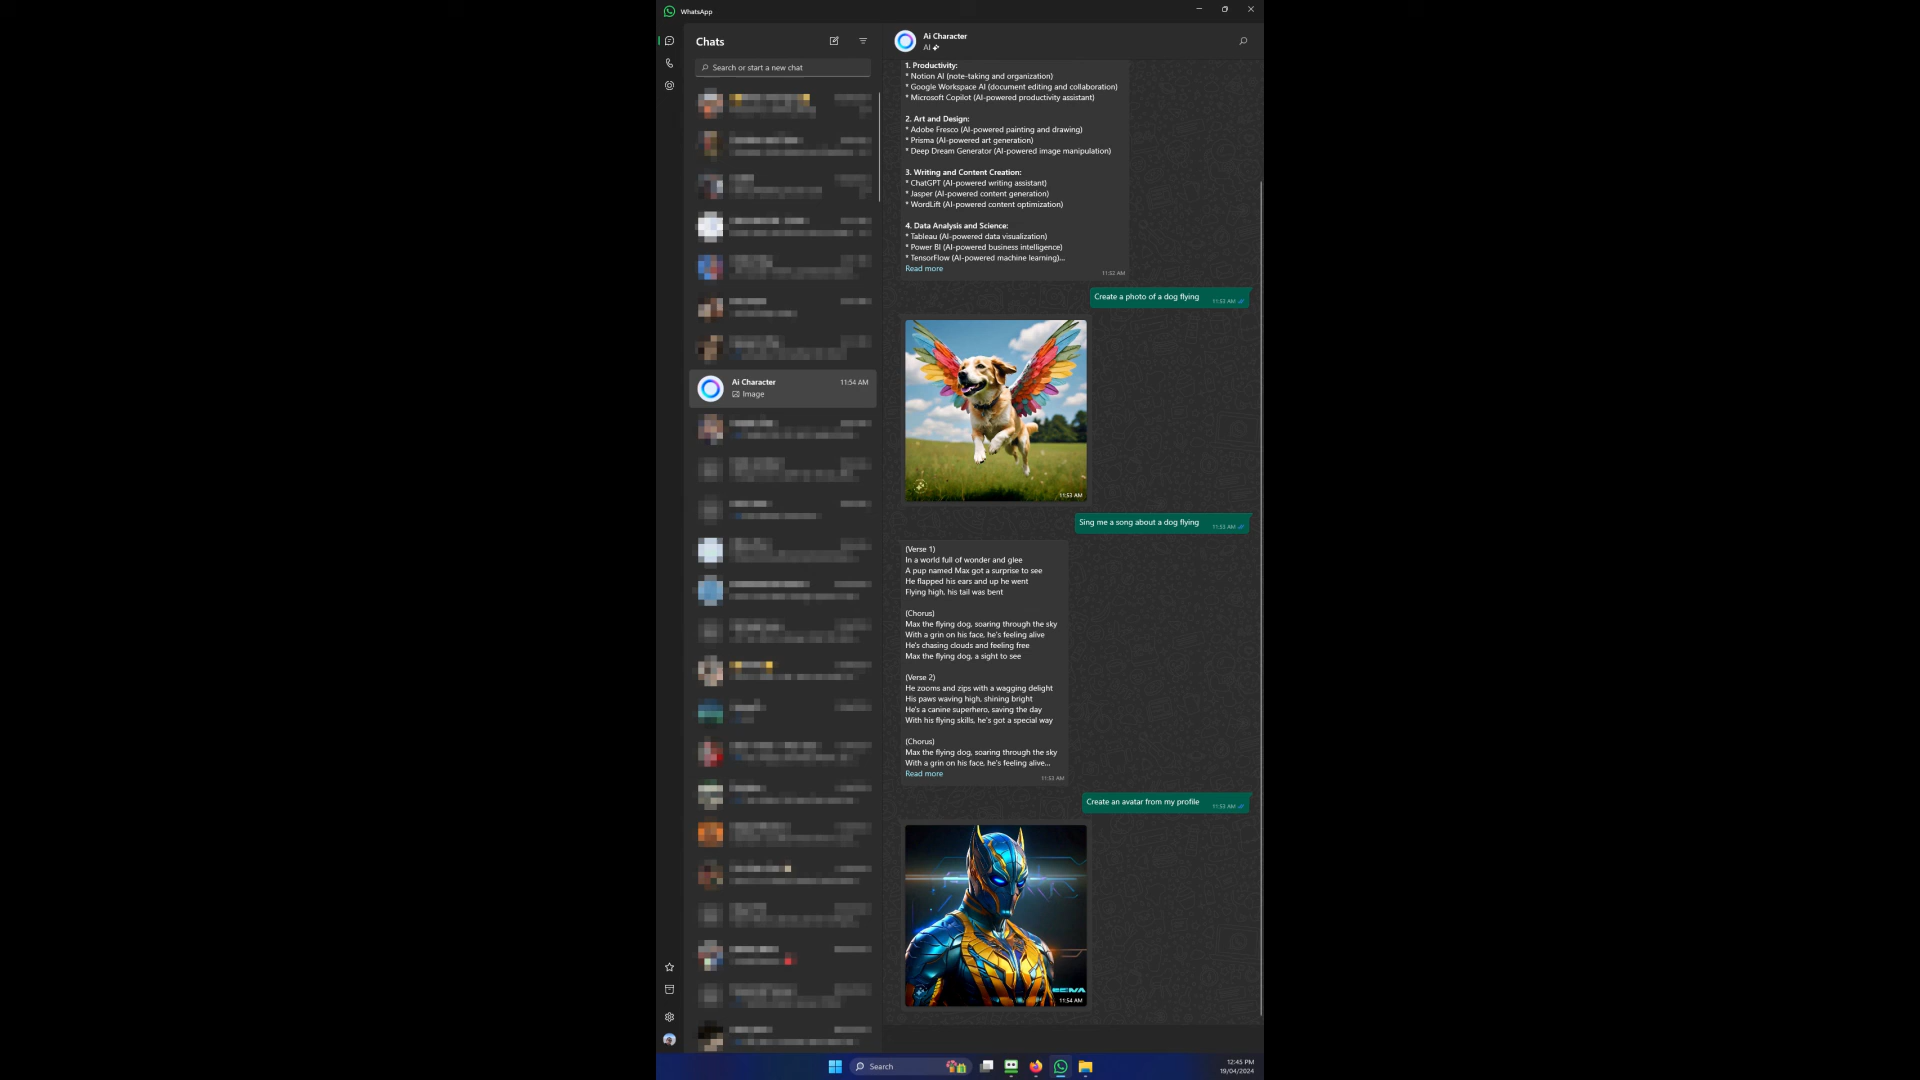 WhatsApp
Chats
Search or start a new chat
Ai Character
11:54 AM
Image
Ai Character
AI
1. Productivity:
* Notion AI (note-taking and organization)
* Google Workspace AI (document editing and collaboration)
* Microsoft Copilot (AI-powered productivity assistant)
2. Art and Design:
* Adobe Fresco (AI-powered painting and drawing)
* Prisma (AI-powered art generation)
* Deep Dream Generator (AI-powered image manipulation)
3. Writing and Content Creation:
* ChatGPT (AI-powered writing assistant)
* Jasper (AI-powered content generation)
* WordLift (AI-powered content optimization)
4. Data Analysis and Science:
* Tableau (AI-powered data visualization)
* Power BI (AI-powered business intelligence)
* TensorFlow (AI-powered machine learning)...
Read more
11:52 AM
Create a photo of a dog flying
11:53 AM
11:53 AM
Sing me a song about a dog flying
11:53 AM
(Verse 1)
In a world full of wonder and glee
A pup named Max got a surprise to see
He flapped his ears and up he went
Flying high, his tail was bent
(Chorus)
Max the flying dog, soaring through the sky
With a grin on his face, he's feeling alive
He's chasing clouds and feeling free
Max the flying dog, a sight to see
(Verse 2)
He zooms and zips with a wagging delight
His paws waving high, shining bright
He's a canine superhero, saving the day
With his flying skills, he's got a special way
(Chorus)
Max the flying dog, soaring through the sky
With a grin on his face, he's feeling alive...
Read more
11:53 AM
Create an avatar from my profile
11:53 AM
11:54 AM
Search
12:45 PM
19/04/2024